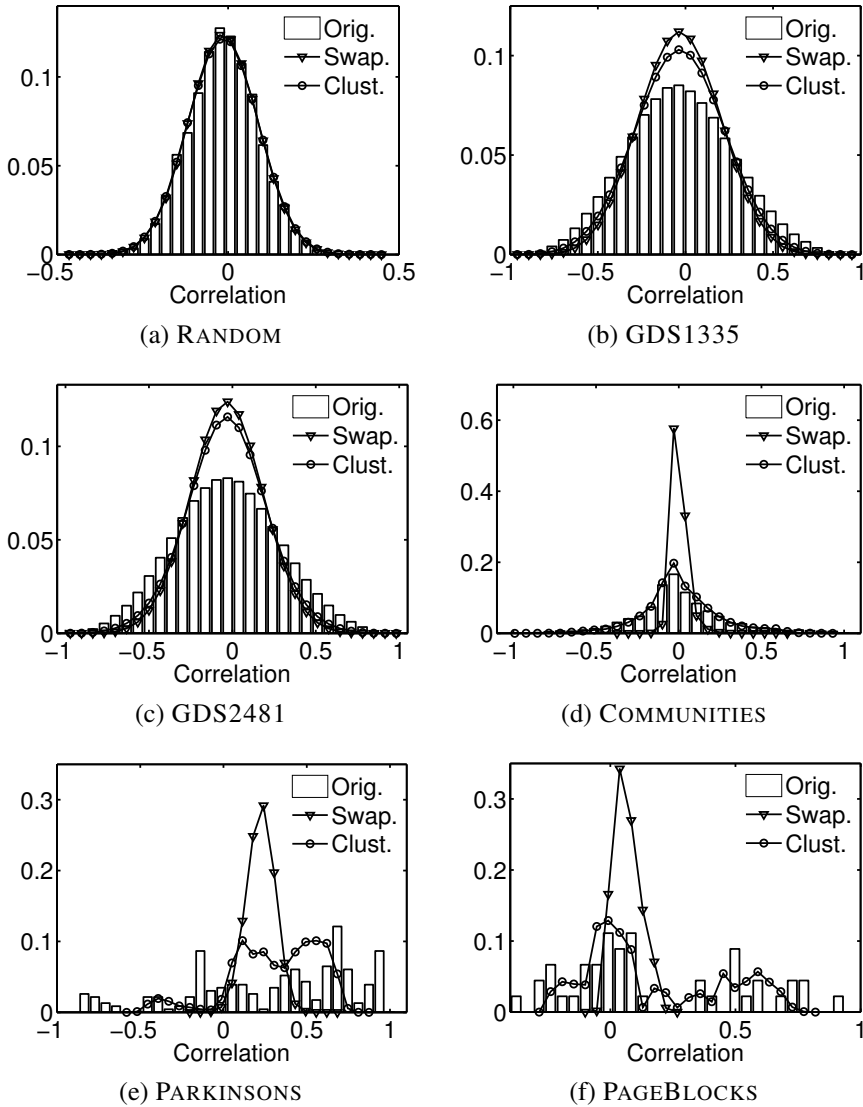 0.1
0.05
0
−0.5
0
0.5
Orig.
Swap.
Clust.
Correlation
(a) RANDOM
0.1
0.05
0
−1
−0.5
0
0.5
1
Orig.
Swap.
Clust.
Correlation
(b) GDS1335
0.1
0.05
0
−1
−0.5
0
0.5
1
Orig.
Swap.
Clust.
Correlation
(c) GDS2481
0.6
0.4
0.2
0
−1
−0.5
0
0.5
1
Orig.
Swap.
Clust.
Correlation
(d) COMMUNITIES
0.3
0.2
0.1
0
−1
−0.5
0
0.5
1
Orig.
Swap.
Clust.
Correlation
(e) PARKINSONS
0.3
0.2
0.1
0
0
0.5
1
Orig.
Swap.
Clust.
Correlation
(f) PAGEBLOCKS